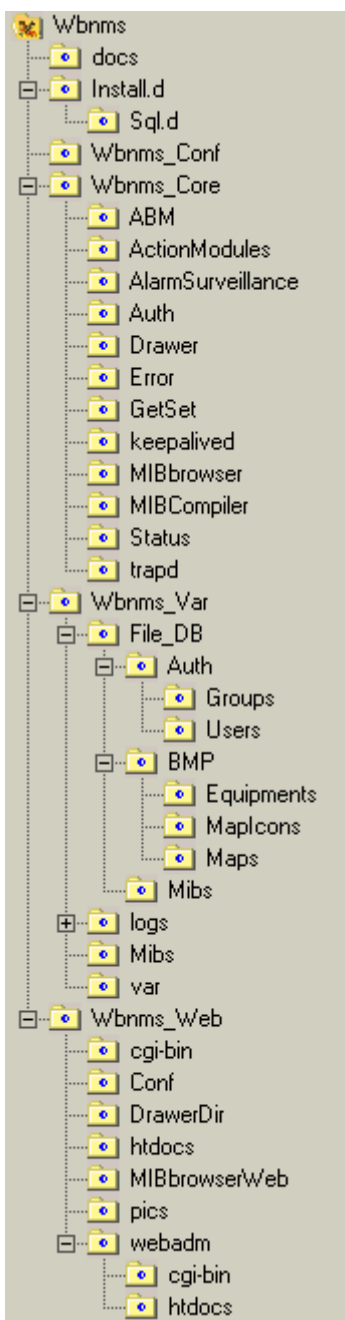 Wbnms
docs
Install.d
Sql.d
Wbnms_Conf
Wbnms_Core
ABM
ActionModules
AlarmSurveillance
Auth
Drawer
Error
GetSet
keepalived
MIBbrowser
MIBCompiler
Status
trapd
Wbnms_Var
File_DB
Auth
Groups
Users
BMP
Equipments
MapIcons
Maps
Mibs
logs
Mibs
var
Wbnms_Web
cgi-bin
Conf
DrawerDir
htdocs
MIBbrowserWeb
pics
webadm
cgi-bin
htdocs